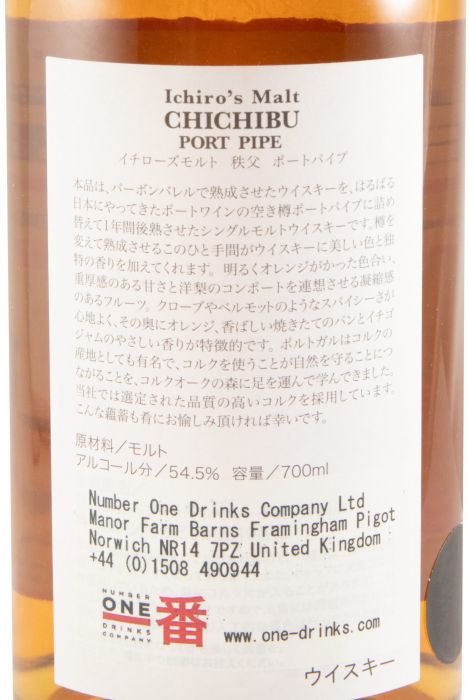 Ichiro's Malt
CHICHIBU
PORT PIPE
イチローズモルト 秩父 ポートパイプ
本品は、バーボンバレルで熟成させたウイスキーを、はるばる
日本にやってきたポートワインの空き樽ポートパイプに詰め
替えて1年間後熟させたシングルモルトウイスキーです。樽を
変えて熟成させるこのひと手間がウイスキーに美しい色と独
特の香りを加えてくれます。明るくオレンジがかった色合い、
重厚感のある甘さと洋梨のコンポートを連想させる凝縮感
のあるフルーツ。クローブやベルモットのようなスパイシーさが
心地よく、その奥にオレンジ、香ばしい焼きたてのパンとイチゴ
ジャムのやさしい香りが特徴的です。ポルトガルはコルクの
産地としても有名で、コルクを使うことが自然を守ることにつ
ながることを、コルクオークの森に足を運んで学んできました。
当社では選定された品質の高いコルクを採用しています。
こんな蘊蓄も肴にお愉しみ頂ければ幸いです。
原材料/モルト
アルコール分/54.5% 容量/700ml
Number One Drinks Company Ltd
Manor Farm Barns Framingham Pigot
Norwich NR14 7PZ United Kingdom
+44 (0)1508 490944
NUMBER
ONE
DRINKS
COMPANY
番
www.one-drinks.com
ウイスキー